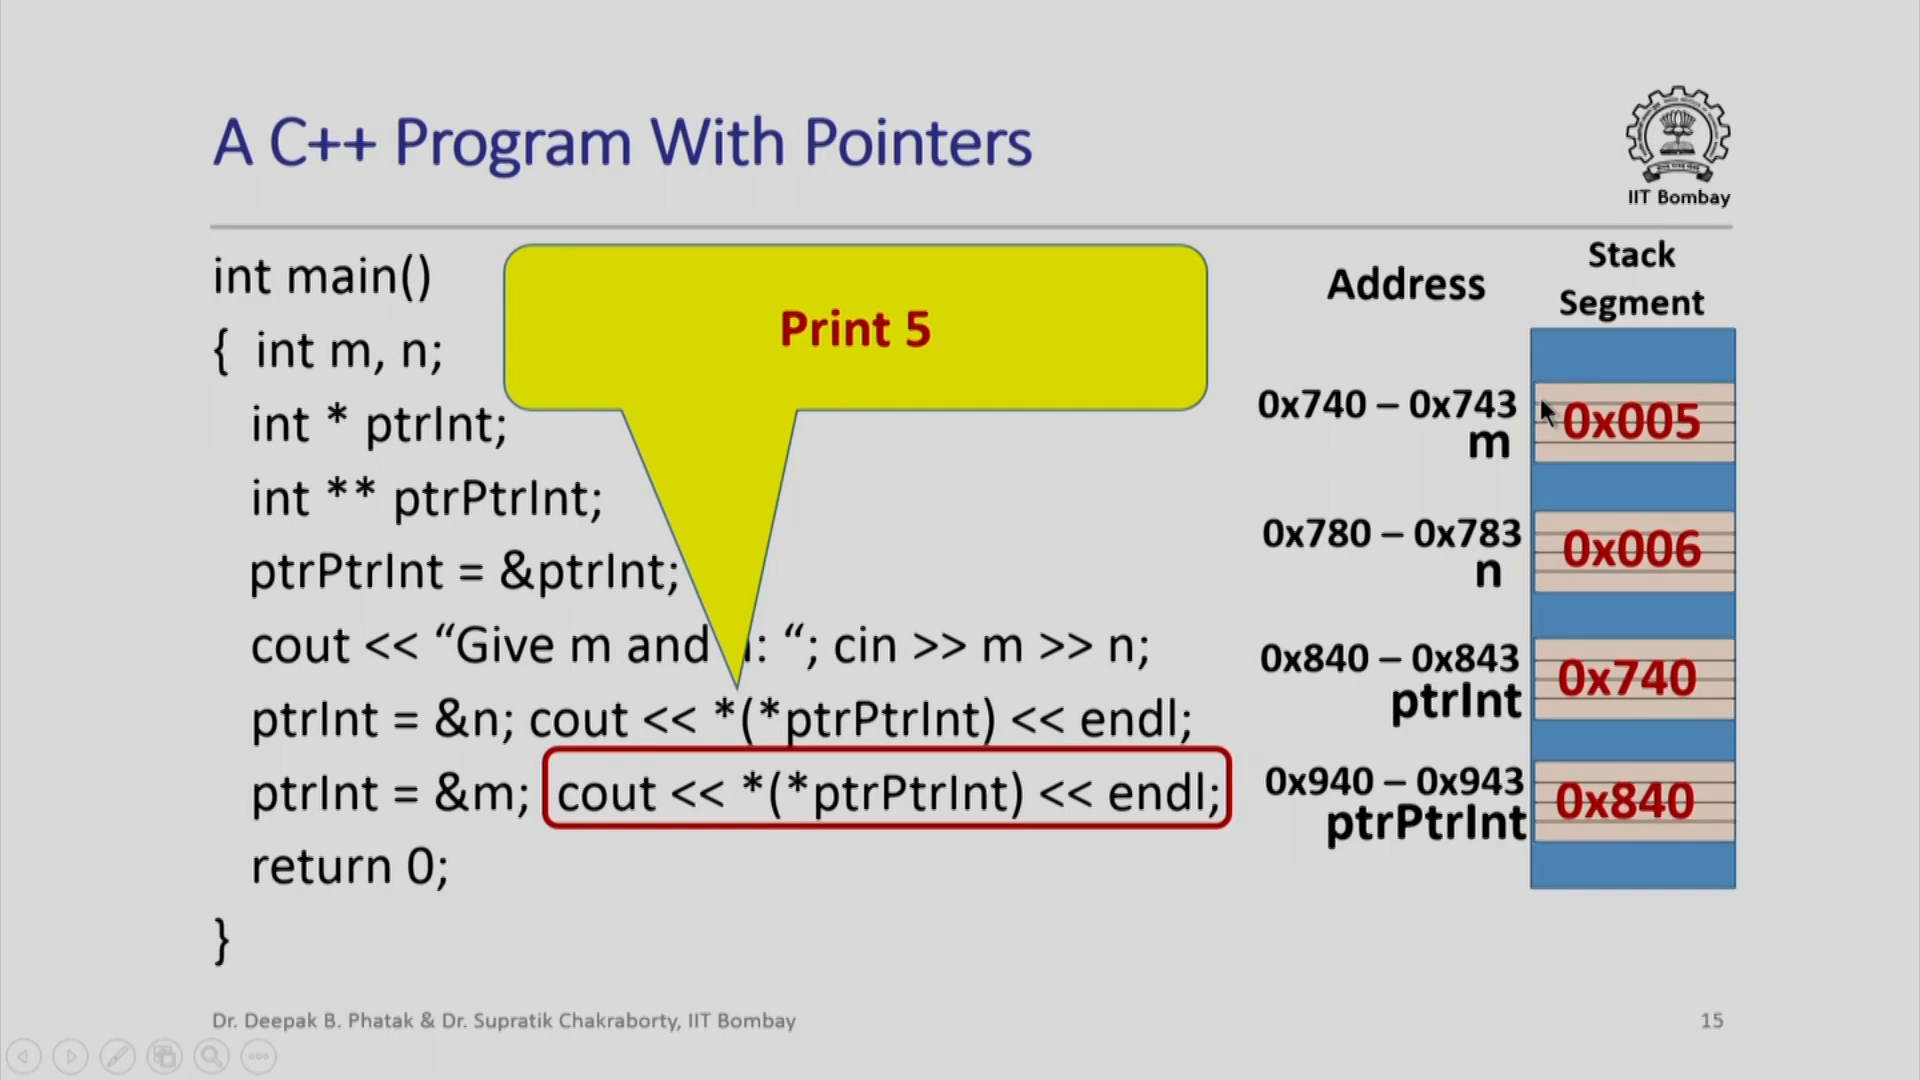 A C++ Program With Pointers
IIT Bombay
int main()
{ int m, n;
int * ptrInt;
int ** ptrPtrInt;
ptrPtrInt = &ptrInt;
cout << “Give m and : “; cin >> m >> n;
ptrInt = &n; cout << *(*ptrPtrInt) << endl;
ptrInt = &m; cout << *(*ptrPtrInt) << endl;
return 0;
}
Print 5
Address
Stack
Segment
0x740 – 0x743
m
0x005
0x780 – 0x783
n
0x006
0x840 – 0x843
ptrInt
0x740
0x940 – 0x943
ptrPtrInt
0x840
Dr. Deepak B. Phatak & Dr. Supratik Chakraborty, IIT Bombay
15